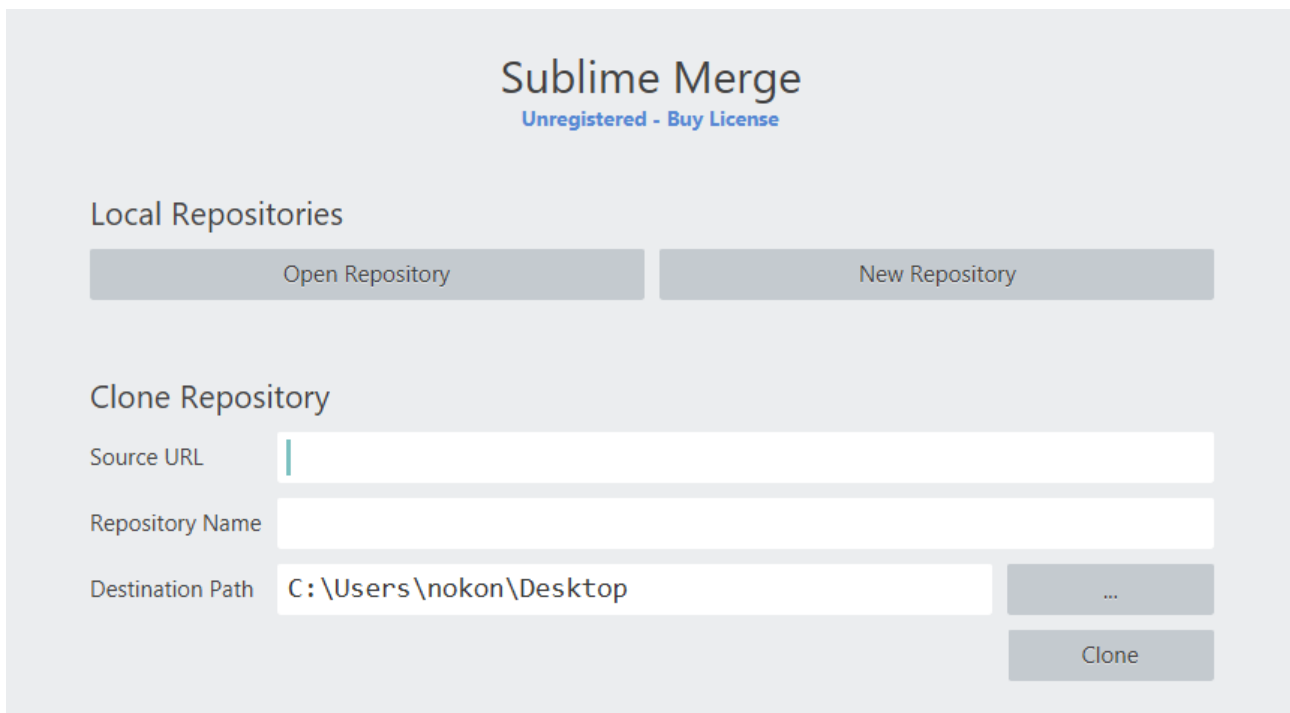 Sublime Merge
Unregistered - Buy License
Local Repositories
Open Repository
New Repository
Clone Repository
Source URL
Repository Name
Destination Path
C:\Users\nokon\Desktop
...
Clone